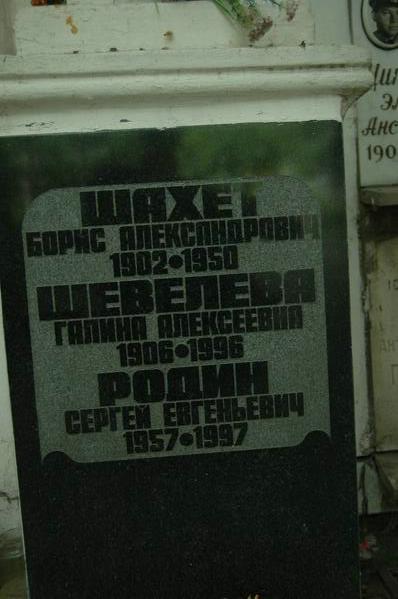 ШАХЕТ
БОРИС АЛЕКСАНДРОВИЧ
1902•1950
ШЕВЕЛЕВА
ГАЛИНА АЛЕКСЕЕВНА
1906•1996
РОДИН
СЕРГЕЙ ЕВГЕНЬЕВИЧ
1957•1997